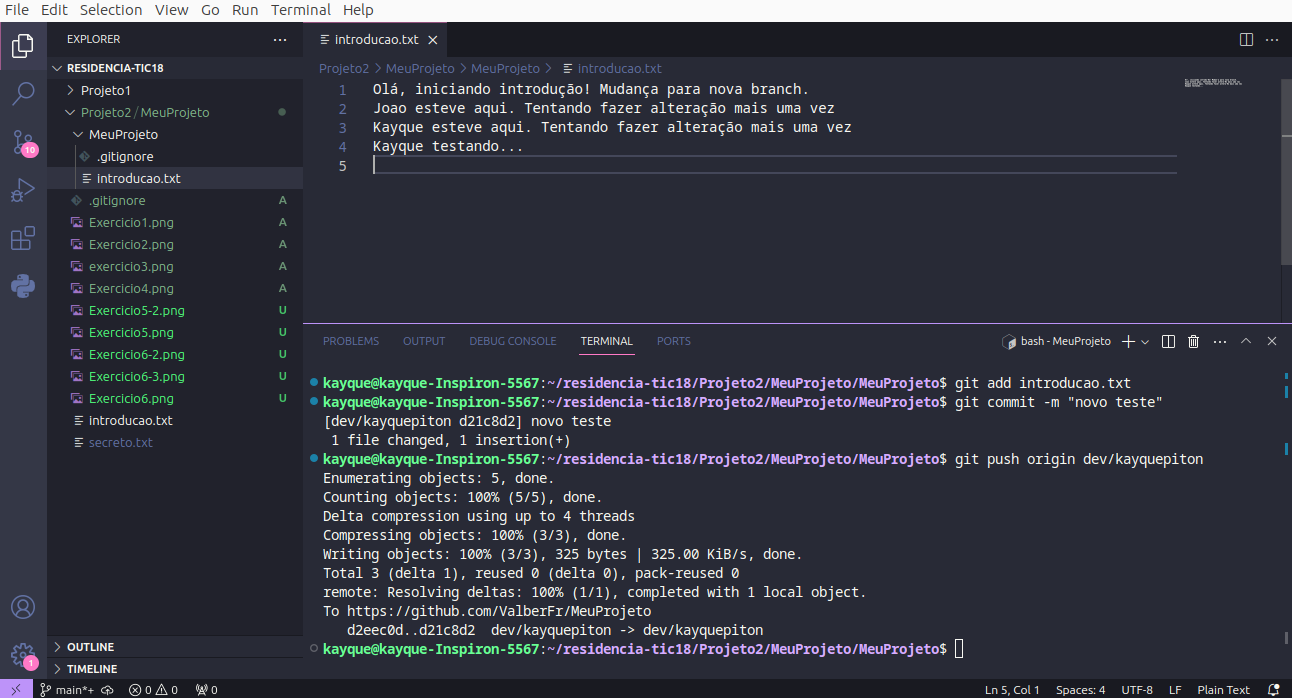 File Edit Selection View Go Run Terminal Help
EXPLORER
RESIDENCIA-TIC18
Projeto1
Projeto2 / MeuProjeto
MeuProjeto
.gitignore
introducao.txt
.gitignore A
Exercicio1.png A
Exercicio2.png A
exercicio3.png A
Exercicio4.png A
Exercicio5-2.png U
Exercicio5.png U
Exercicio6-2.png U
Exercicio6-3.png U
Exercicio6.png U
introducao.txt
secreto.txt
OUTLINE
TIMELINE
10
1
introducao.txt
Projeto2 > MeuProjeto > MeuProjeto > introducao.txt
1 Olá, iniciando introdução! Mudança para nova branch.
2 Joao esteve aqui. Tentando fazer alteração mais uma vez
3 Kayque esteve aqui. Tentando fazer alteração mais uma vez
4 Kayque testando...
5
PROBLEMS OUTPUT DEBUG CONSOLE TERMINAL PORTS
bash - MeuProjeto
kayque@kayque-Inspiron-5567:~/residencia-tic18/Projeto2/MeuProjeto/MeuProjeto$ git add introducao.txt
kayque@kayque-Inspiron-5567:~/residencia-tic18/Projeto2/MeuProjeto/MeuProjeto$ git commit -m "novo teste"
[dev/kayquepiton d21c8d2] novo teste
1 file changed, 1 insertion(+)
kayque@kayque-Inspiron-5567:~/residencia-tic18/Projeto2/MeuProjeto/MeuProjeto$ git push origin dev/kayquepiton
Enumerating objects: 5, done.
Counting objects: 100% (5/5), done.
Delta compression using up to 4 threads
Compressing objects: 100% (3/3), done.
Writing objects: 100% (3/3), 325 bytes | 325.00 KiB/s, done.
Total 3 (delta 1), reused 0 (delta 0), pack-reused 0
remote: Resolving deltas: 100% (1/1), completed with 1 local object.
To https://github.com/ValberFr/MeuProjeto
d2eec0d..d21c8d2 dev/kayquepiton -> dev/kayquepiton
kayque@kayque-Inspiron-5567:~/residencia-tic18/Projeto2/MeuProjeto/MeuProjeto$
main*+ 0 0 0 Ln 5, Col 1 Spaces: 4 UTF-8 LF Plain Text